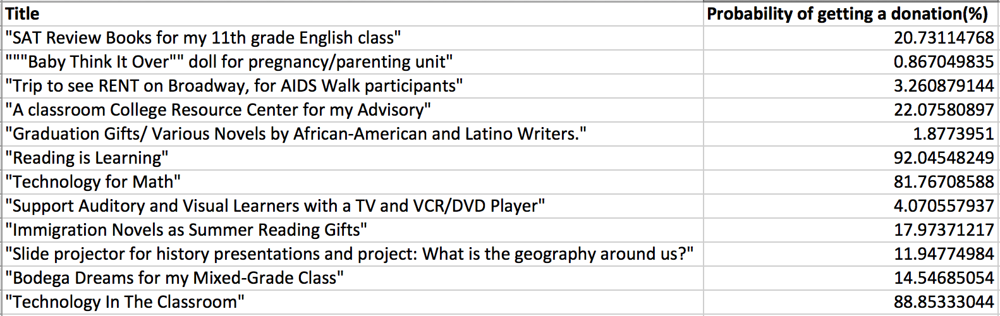 Title Probability of getting a donation(%)
"SAT Review Books for my 11th grade English class" 20.73114768
"""Baby Think It Over"" doll for pregnancy/parenting unit" 0.867049835
"Trip to see RENT on Broadway, for AIDS Walk participants" 3.260879144
"A classroom College Resource Center for my Advisory" 22.07580897
"Graduation Gifts/ Various Novels by African-American and Latino Writers." 1.8773951
"Reading is Learning" 92.04548249
"Technology for Math" 81.76708588
"Support Auditory and Visual Learners with a TV and VCR/DVD Player" 4.070557937
"Immigration Novels as Summer Reading Gifts" 17.97371217
"Slide projector for history presentations and project: What is the geography around us?" 11.94774984
"Bodega Dreams for my Mixed-Grade Class" 14.54685054
"Technology In The Classroom" 88.85333044